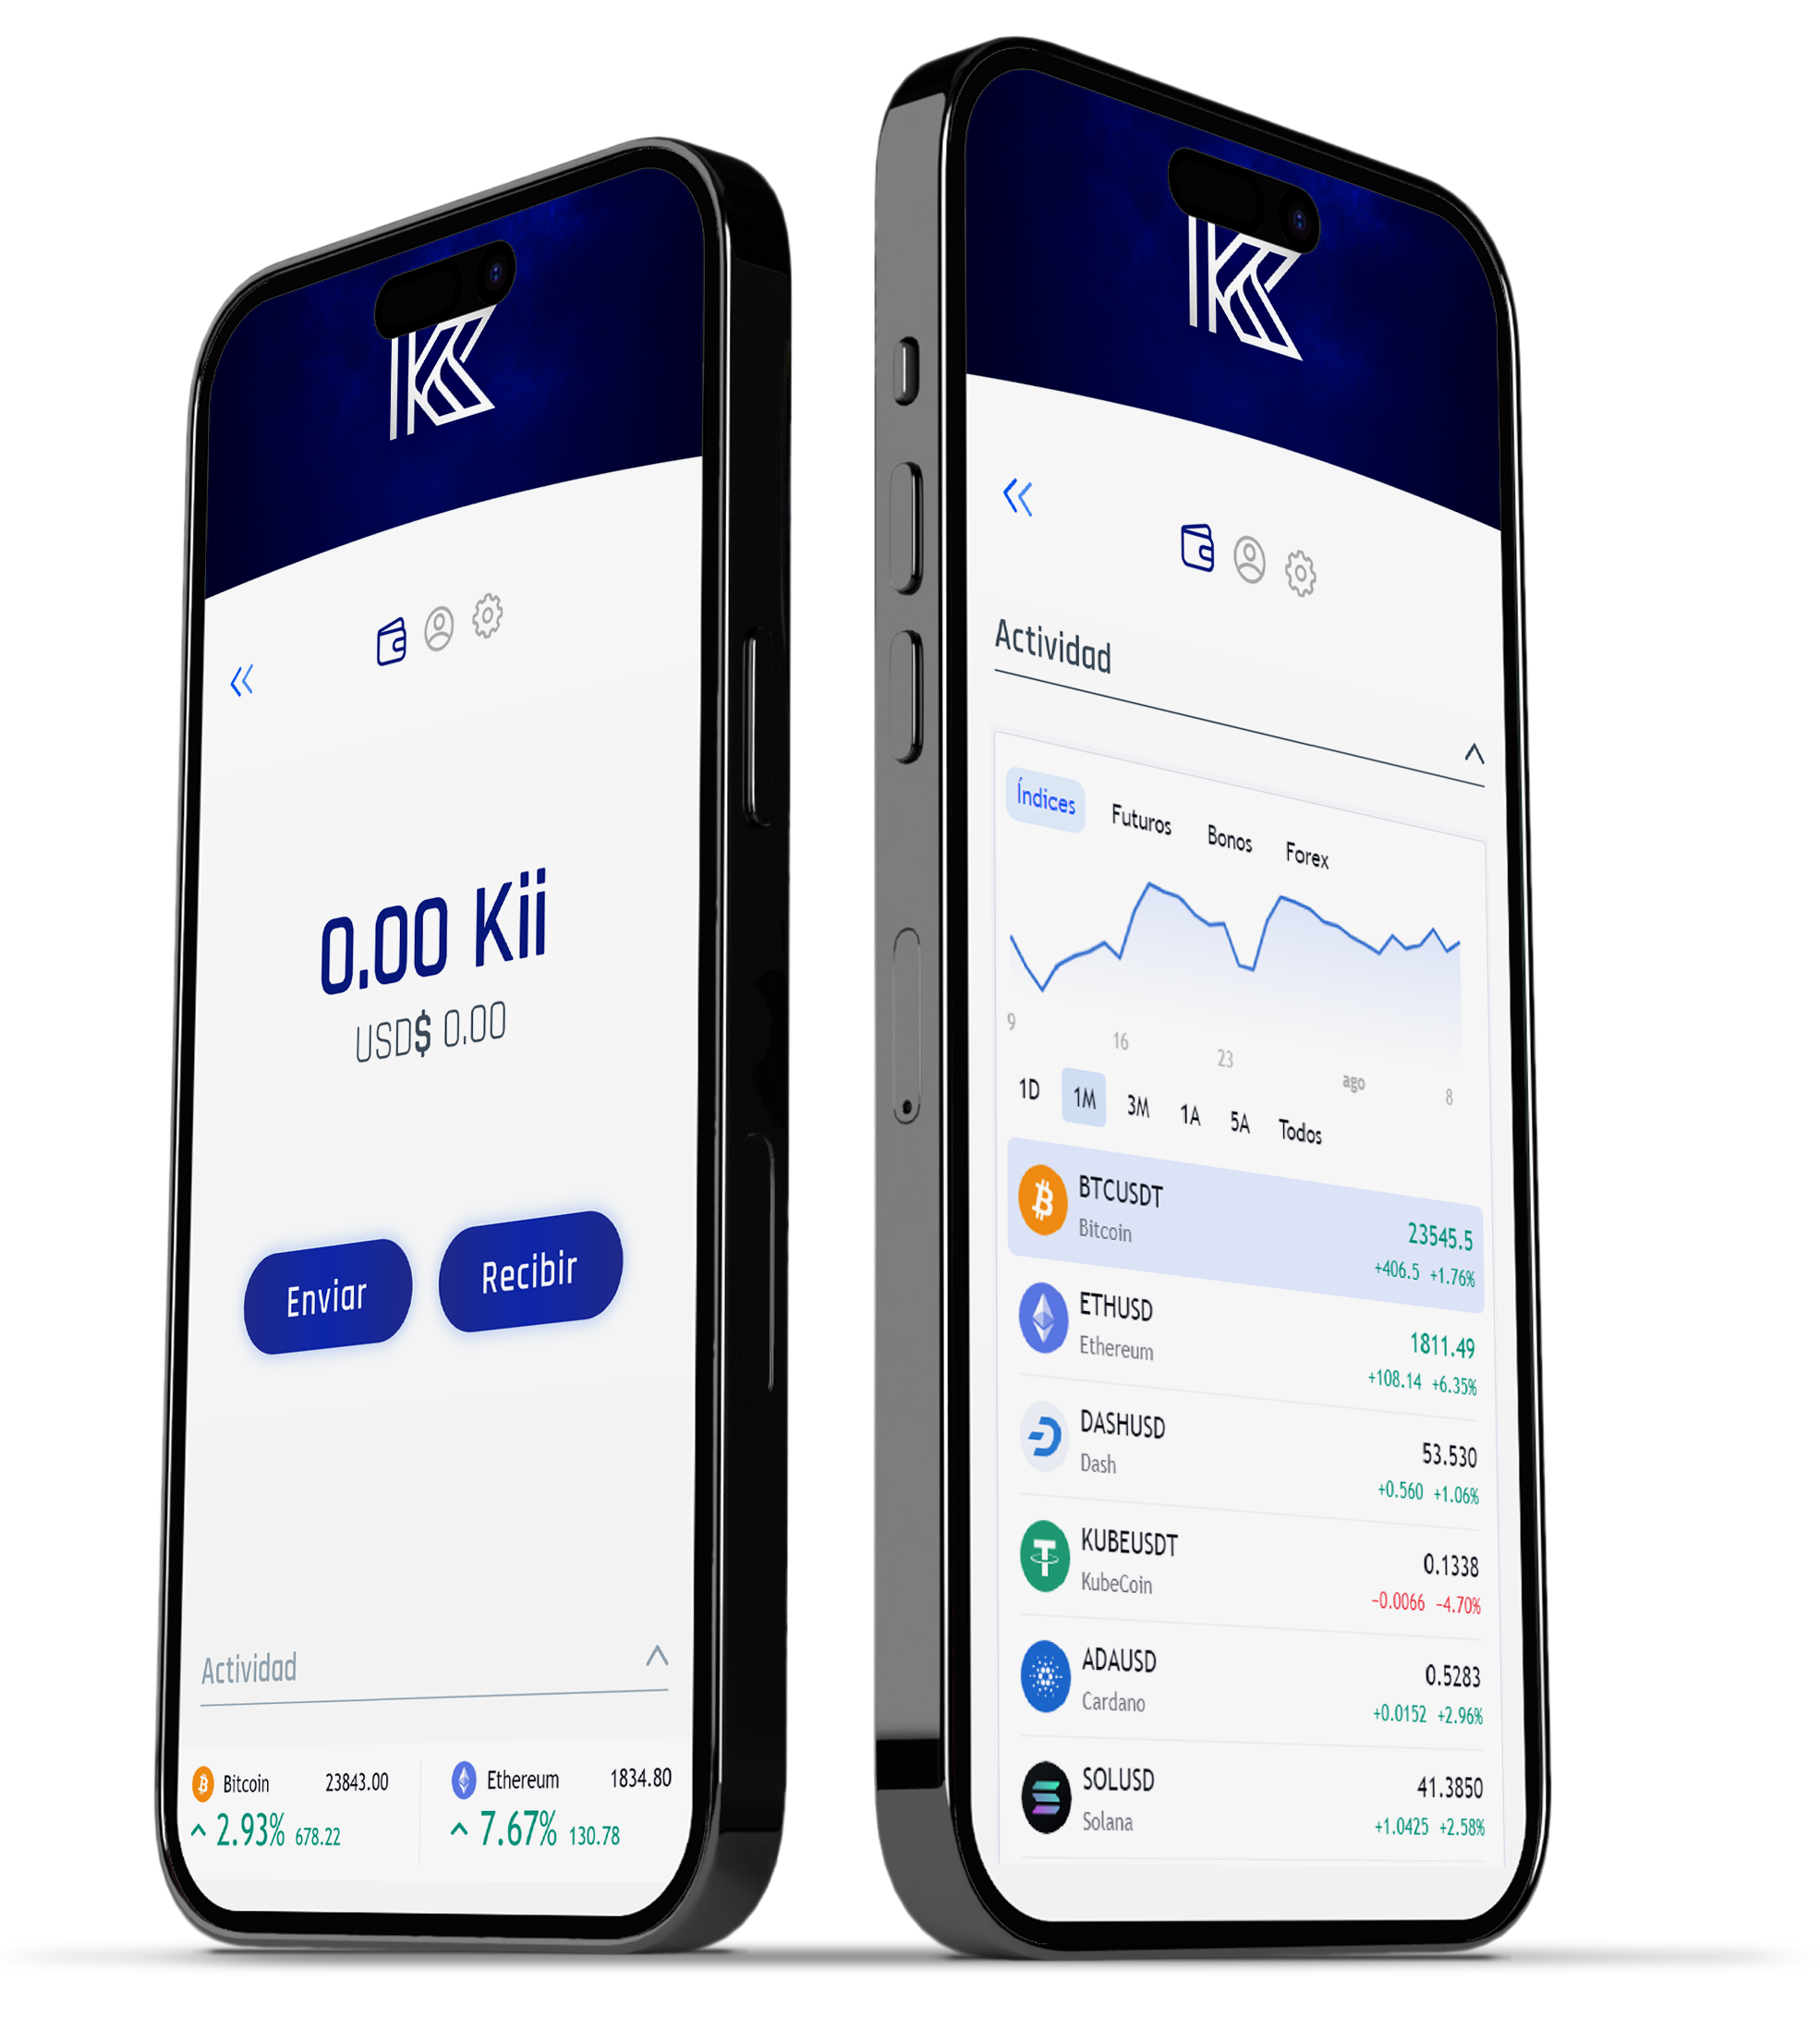 0.00 Kii
USD$ 0.00
Enviar
Recibir
Actividad
Bitcoin 23843.00
2.93% 678.22
Ethereum 1834.80
7.67% 130.78
Actividad
Índices Futuros Bonos Forex
9 16 23 ago 8
1D 1M 3M 1A 5A Todos
BTCUSDT 23545.5
Bitcoin +406.5 +1.76%
ETHUSD 1811.49
Ethereum +108.14 +6.35%
DASHUSD 53.530
Dash +0.560 +1.06%
KUBEUSDT 0.1338
KubeCoin −0.0066 −4.70%
ADAUSD 0.5283
Cardano +0.0152 +2.96%
SOLUSD 41.3850
Solana +1.0425 +2.58%